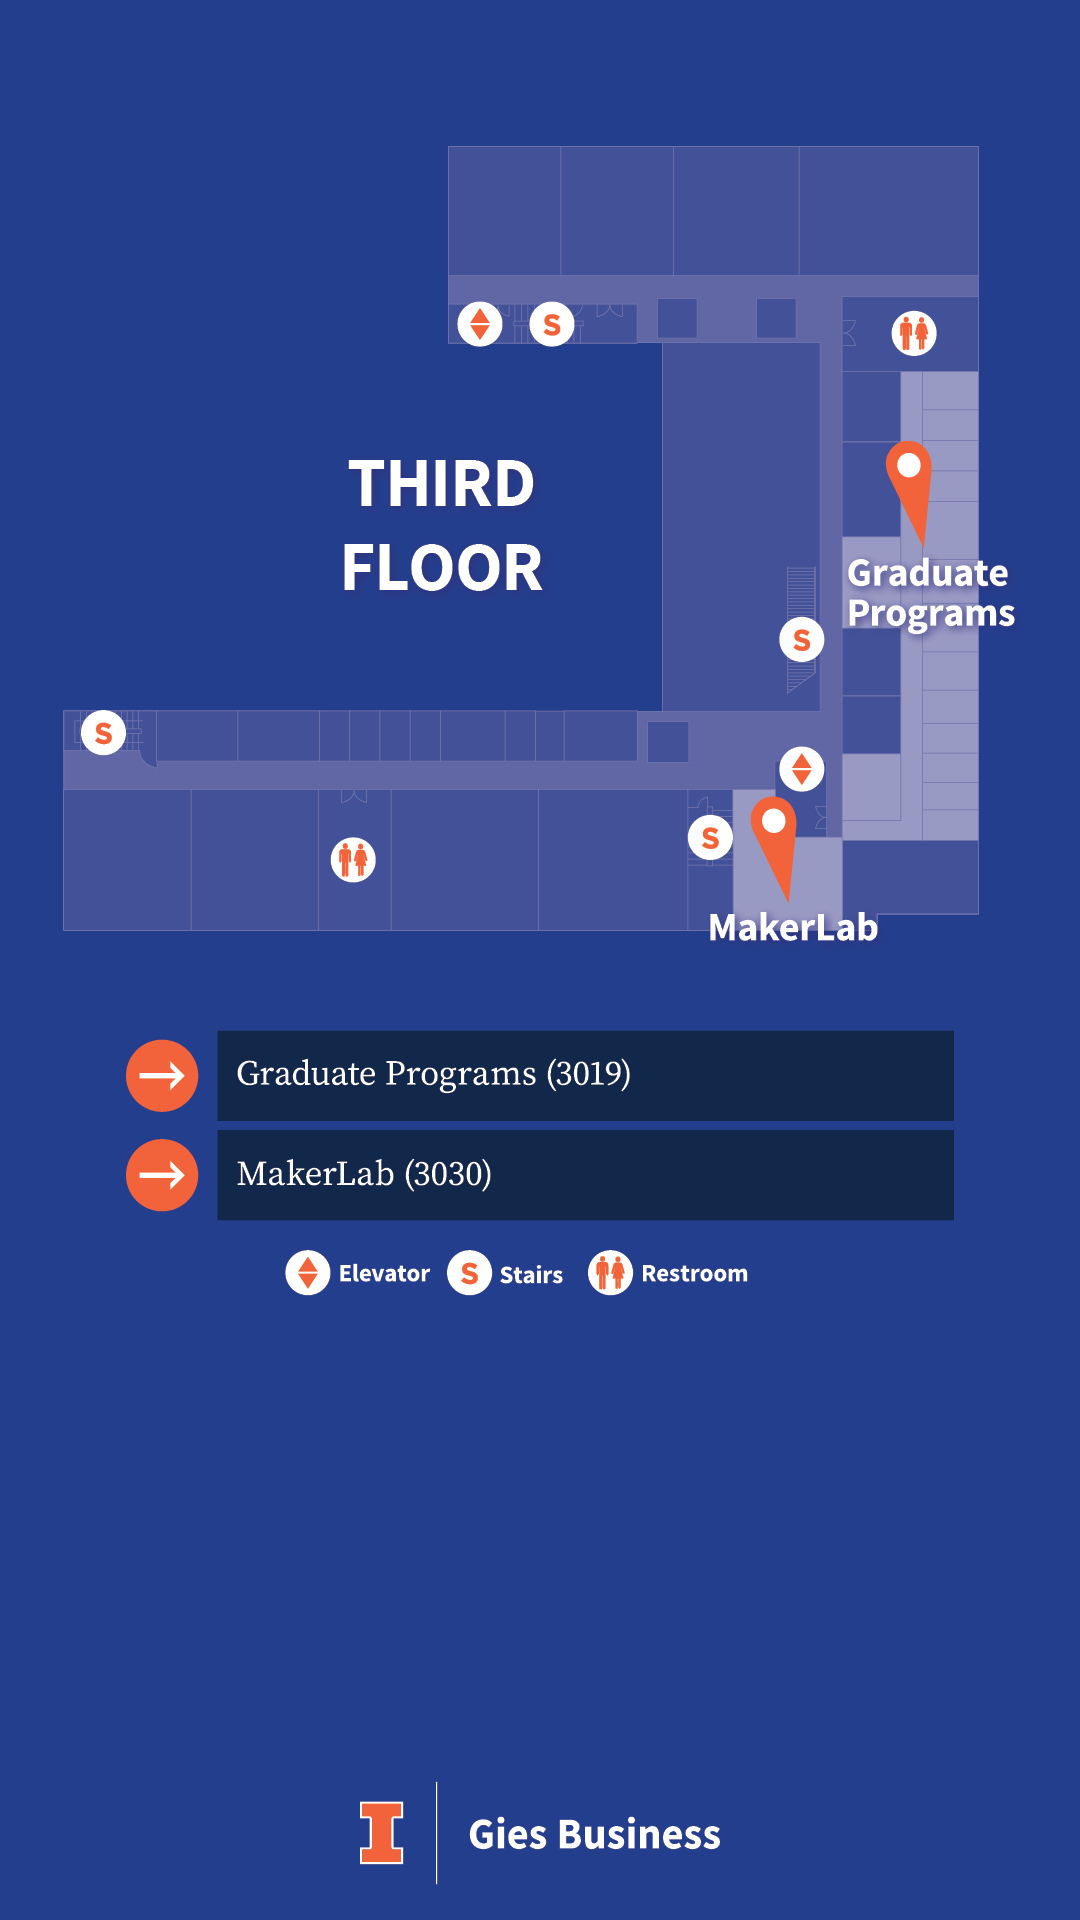 S
THIRD
FLOOR
Graduate
Programs
S
S
S
MakerLab
Graduate Programs (3019)
MakerLab (3030)
Elevator
S Stairs
Restroom
I
Gies Business